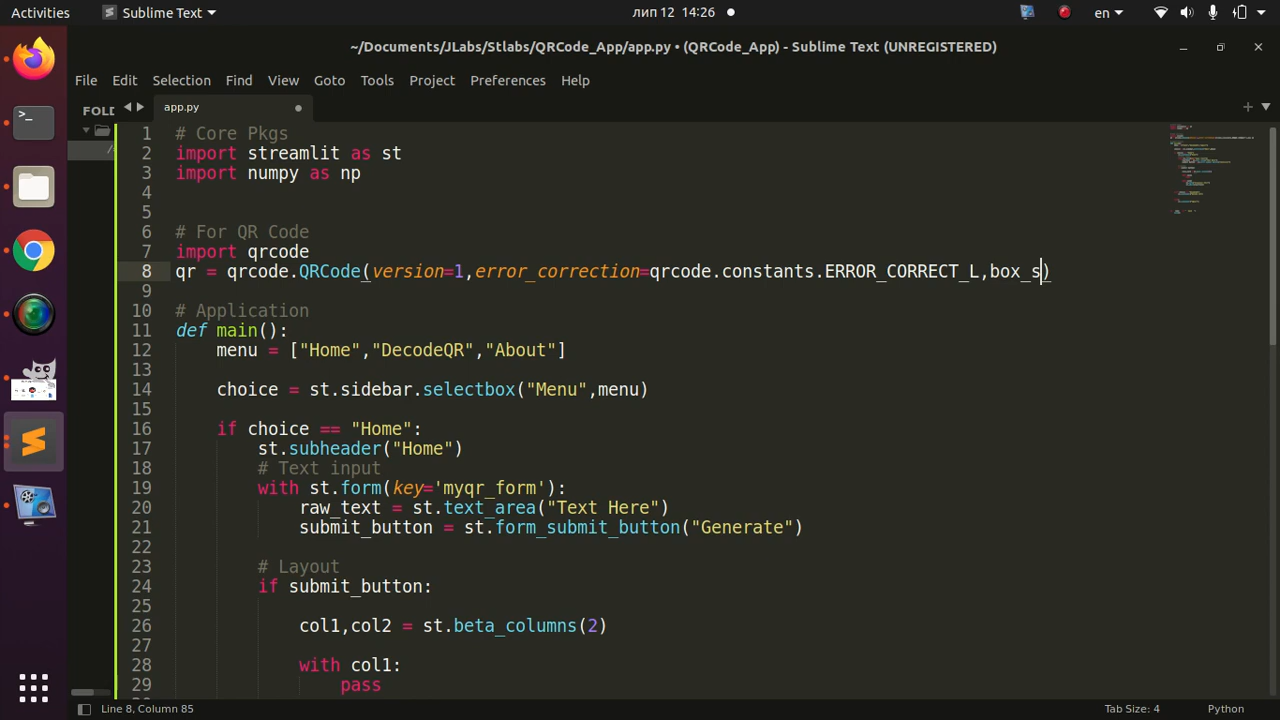 Activities
Sublime Text
лип 12 14:26
en
~/Documents/JLabs/Stlabs/QRCode_App/app.py • (QRCode_App) - Sublime Text (UNREGISTERED)
File Edit Selection Find View Goto Tools Project Preferences Help
FOLD
app.py
/
1 # Core Pkgs
2 import streamlit as st
3 import numpy as np
4
5
6 # For QR Code
7 import qrcode
8 qr = qrcode.QRCode(version=1,error_correction=qrcode.constants.ERROR_CORRECT_L,box_s)
9
10 # Application
11 def main():
12 menu = ["Home","DecodeQR","About"]
13
14 choice = st.sidebar.selectbox("Menu",menu)
15
16 if choice == "Home":
17 st.subheader("Home")
18 # Text input
19 with st.form(key='myqr_form'):
20 raw_text = st.text_area("Text Here")
21 submit_button = st.form_submit_button("Generate")
22
23 # Layout
24 if submit_button:
25
26 col1,col2 = st.beta_columns(2)
27
28 with col1:
29 pass
Line 8, Column 85
Tab Size: 4
Python